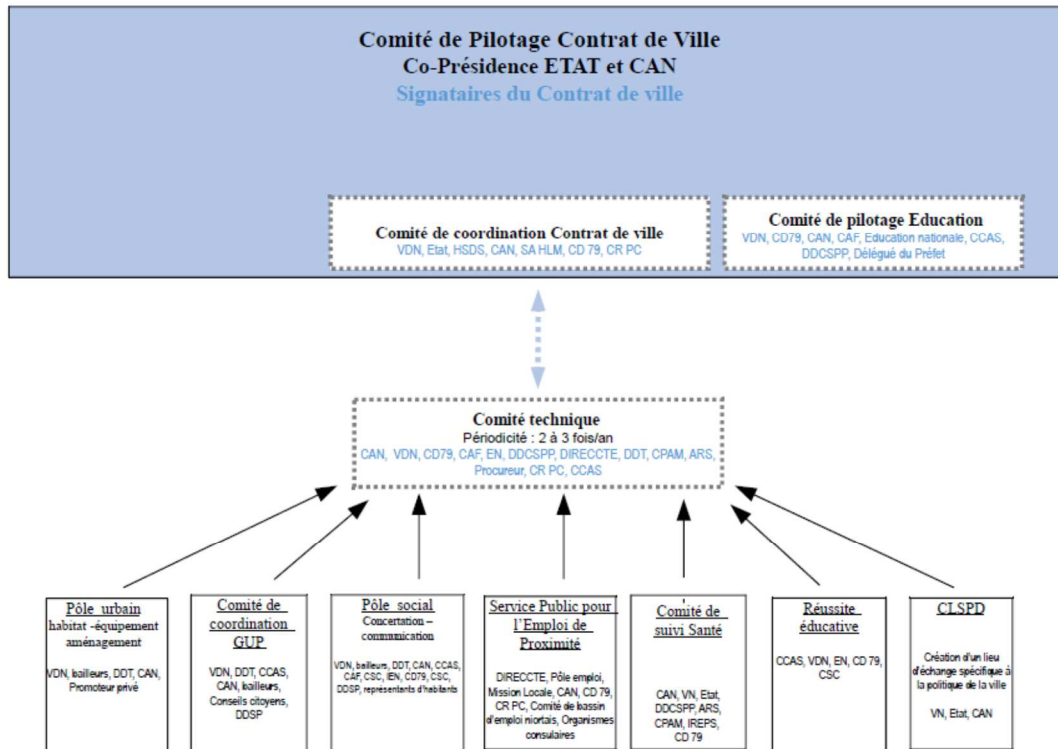 Comité de Pilotage Contrat de Ville
Co-Présidence ETAT et CAN
Signataires du Contrat de ville
Comité de coordination Contrat de ville
VDN, Etat, HSDS, CAN, SA HLM, CD 79, CR PC
Comité de pilotage Education
VDN, CD79, CAN, CAF, Education nationale, CCAS,
DDCSPP, Délégué du Préfet
Comité technique
Périodicité : 2 à 3 fois/an
CAN, VDN, CD79, CAF, EN, DDCSPP, DIRECCTE, DDT, CPAM, ARS,
Procureur, CR PC, CCAS
Pôle urbain
habitat -équipement
aménagement
VDN, bailleurs, DDT, CAN,
Promoteur privé
Comité de
coordination
GUP
VDN, DDT, CCAS,
CAN, bailleurs,
Conseils citoyens,
DDSP
Pôle social
Concertation –
communication
VDN, bailleurs, DDT, CAN, CCAS,
CAF, CSC, IEN, CD79, CSC,
DDSP, représentants d'habitants
Service Public pour
l'Emploi de
Proximité
DIRECCTE, Pôle emploi,
Mission Locale, CAN, CD 79,
CR PC, Comité de bassin
d'emploi niortais, Organismes
consulaires
Comité de
suivi Santé
CAN, VN, Etat,
DDCSPP, ARS,
CPAM, IREPS,
CD 79
Réussite
éducative
CCAS, VDN, EN, CD 79,
CSC
CLSPD
Création d'un lieu
d'échange spécifique à
la politique de la ville
VN, Etat, CAN